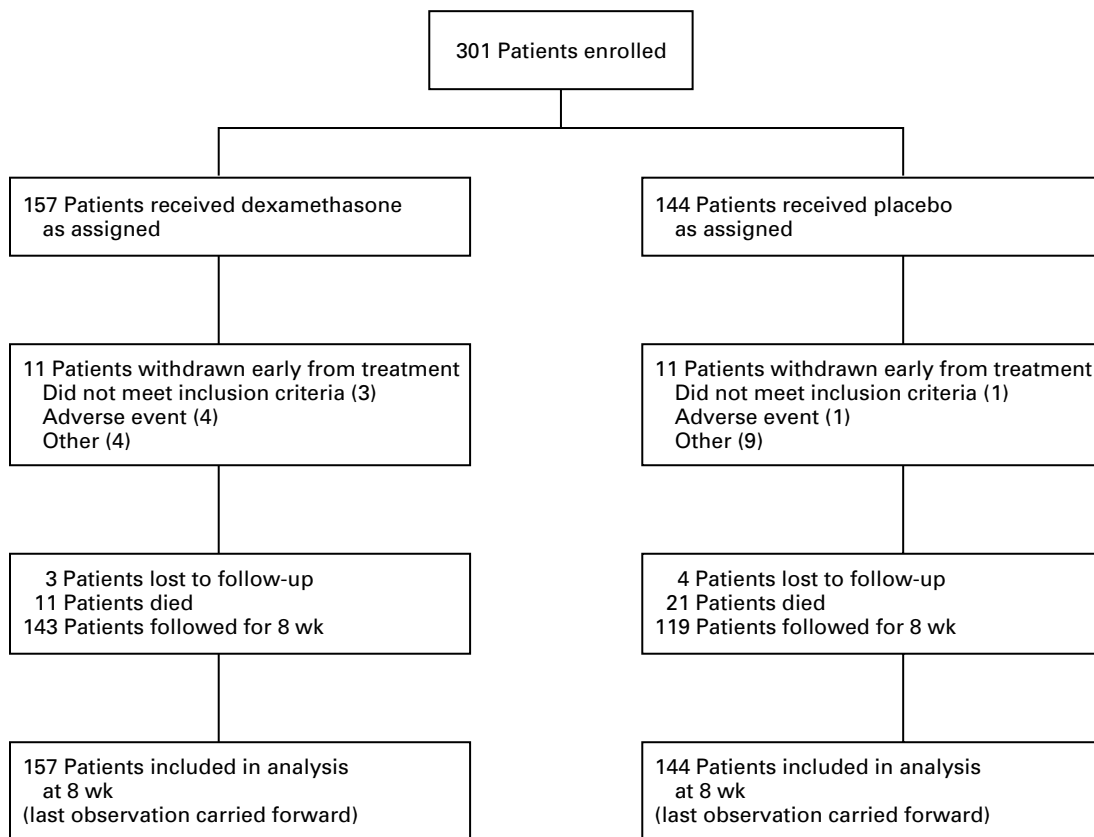 301 Patients enrolled
157 Patients received dexamethasone
as assigned
144 Patients received placebo
as assigned
11 Patients withdrawn early from treatment
Did not meet inclusion criteria (3)
Adverse event (4)
Other (4)
11 Patients withdrawn early from treatment
Did not meet inclusion criteria (1)
Adverse event (1)
Other (9)
3 Patients lost to follow-up
11 Patients died
143 Patients followed for 8 wk
4 Patients lost to follow-up
21 Patients died
119 Patients followed for 8 wk
157 Patients included in analysis
at 8 wk
(last observation carried forward)
144 Patients included in analysis
at 8 wk
(last observation carried forward)